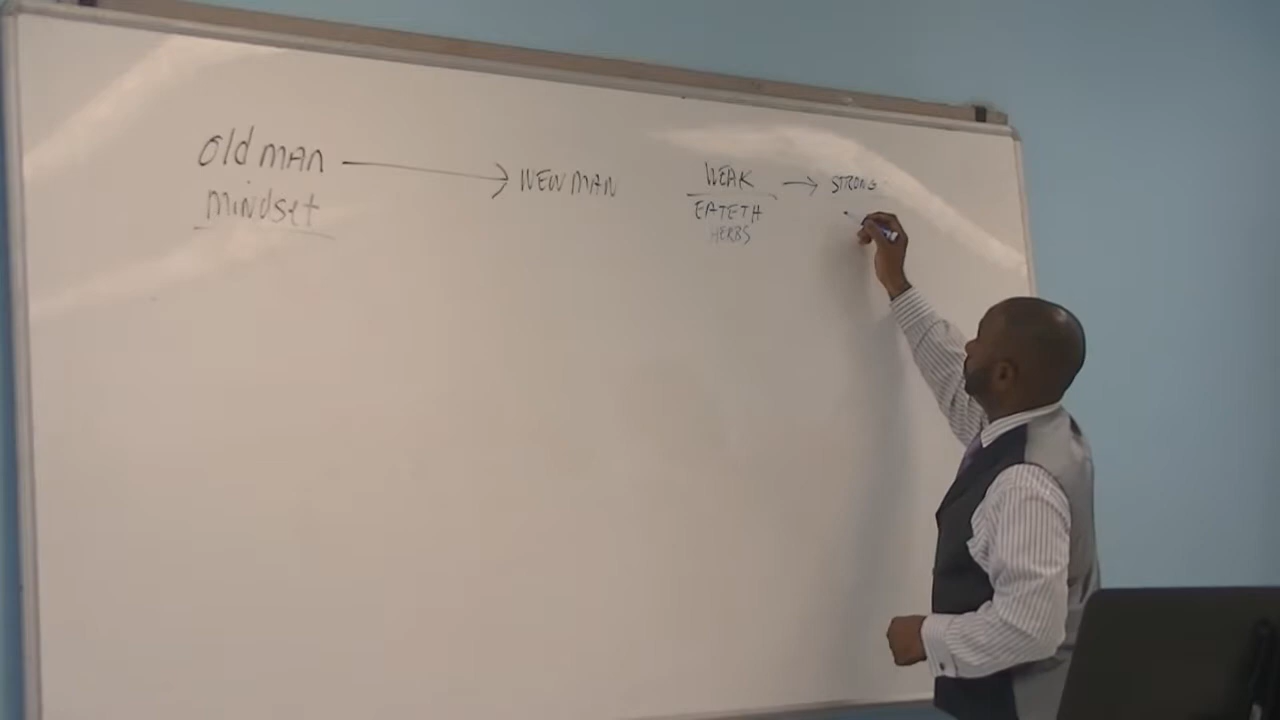 old MAN → NEW MAN
mindset
WEAK → STRONG
EATETH
HERBS